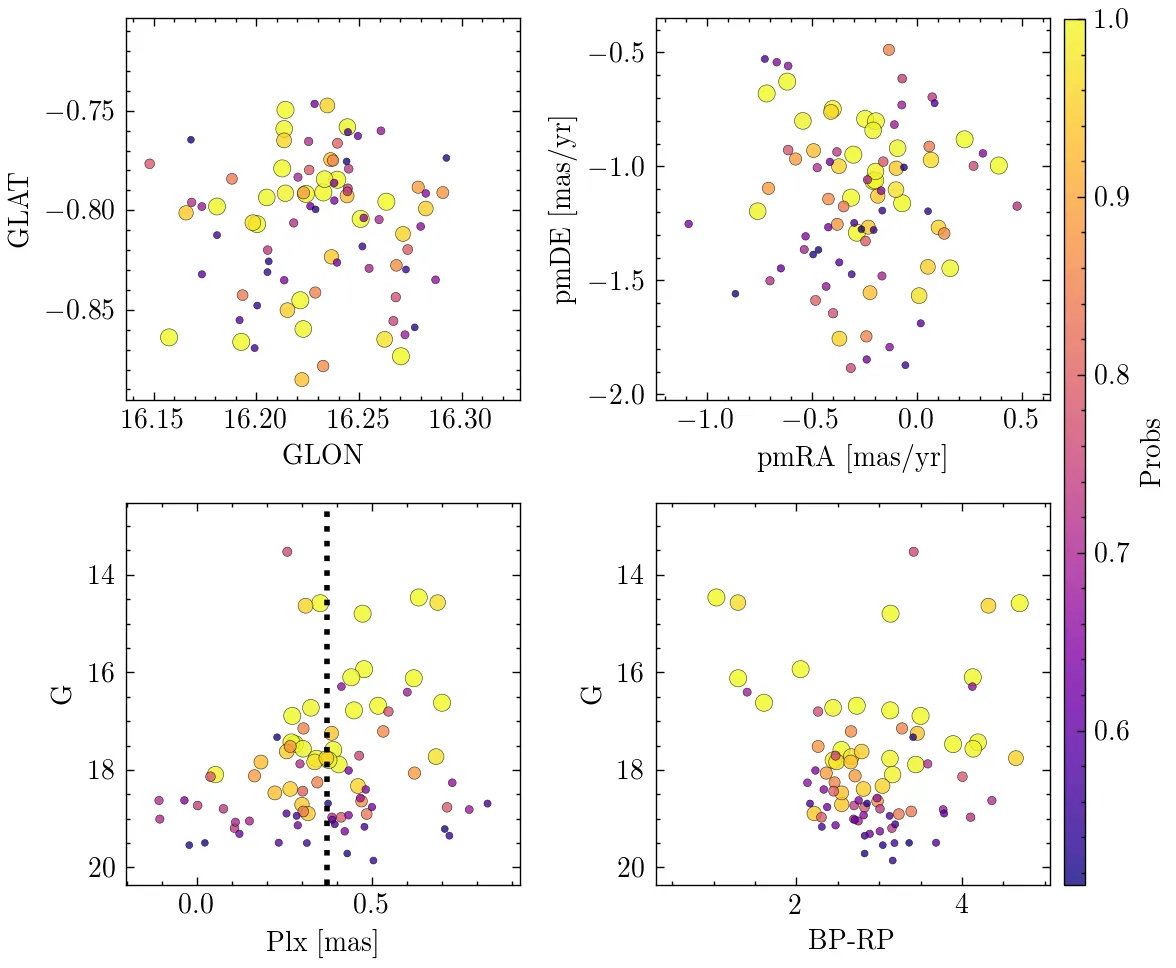 −0.75
−0.80
−0.85
GLAT
16.15 16.20 16.25 16.30
GLON
−0.5
−1.0
−1.5
−2.0
pmDE [mas/yr]
−1.0 −0.5 0.0 0.5
pmRA [mas/yr]
1.0
0.9
0.8
0.7
0.6
Probs
14
16
18
20
G
0.0 0.5
Plx [mas]
14
16
18
20
G
2 4
BP-RP